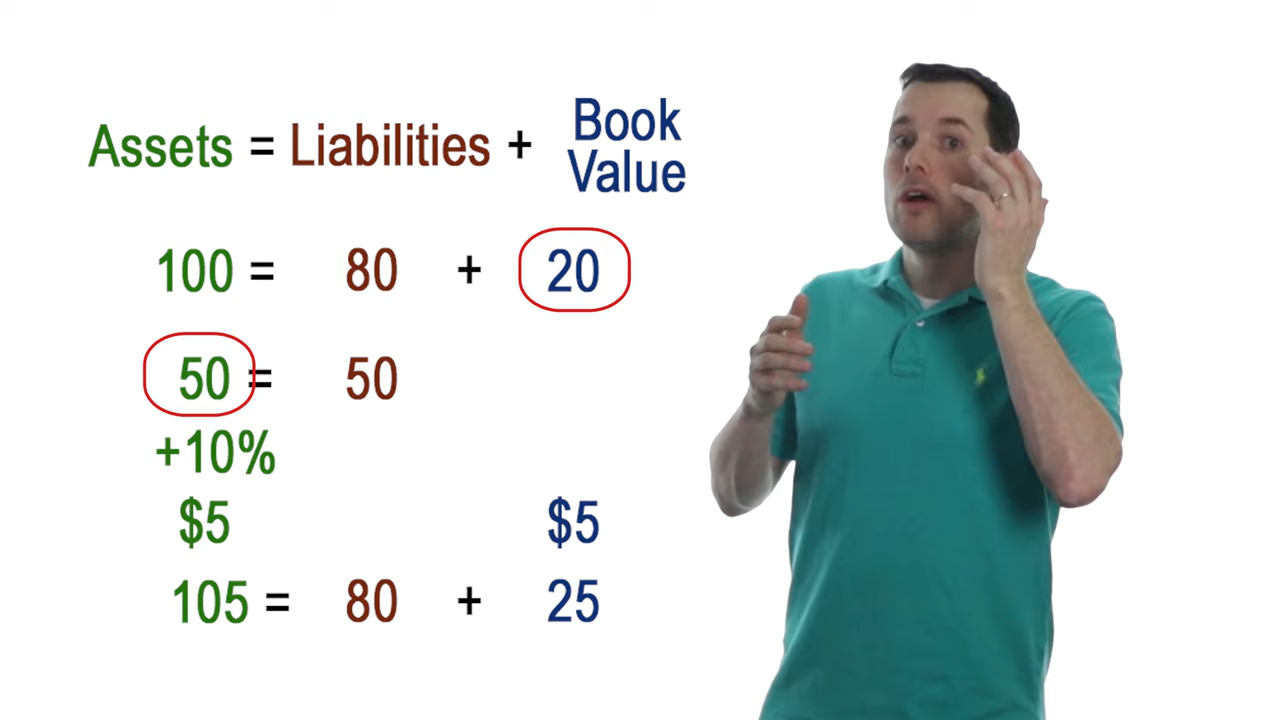 Assets = Liabilities + Book Value
100 = 80 + 20
50 = 50
+10%
$5 $5
105 = 80 + 25